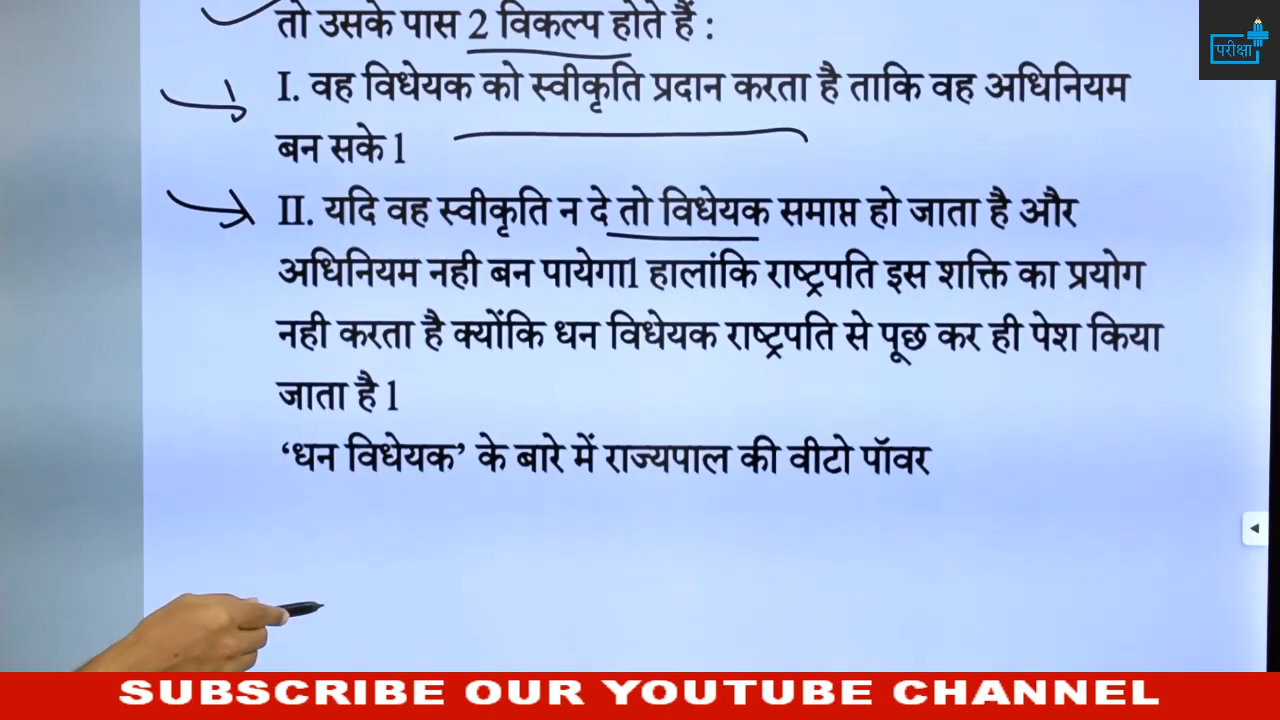 तो उसके पास 2 विकल्प होते हैं :
परीक्षा
I. वह विधेयक को स्वीकृति प्रदान करता है ताकि वह अधिनियम
बन सके l
II. यदि वह स्वीकृति न दे तो विधेयक समाप्त हो जाता है और
अधिनियम नही बन पायेगाl हालांकि राष्ट्रपति इस शक्ति का प्रयोग
नही करता है क्योंकि धन विधेयक राष्ट्रपति से पूछ कर ही पेश किया
जाता है l
‘धन विधेयक’ के बारे में राज्यपाल की वीटो पॉवर
SUBSCRIBE OUR YOUTUBE CHANNEL